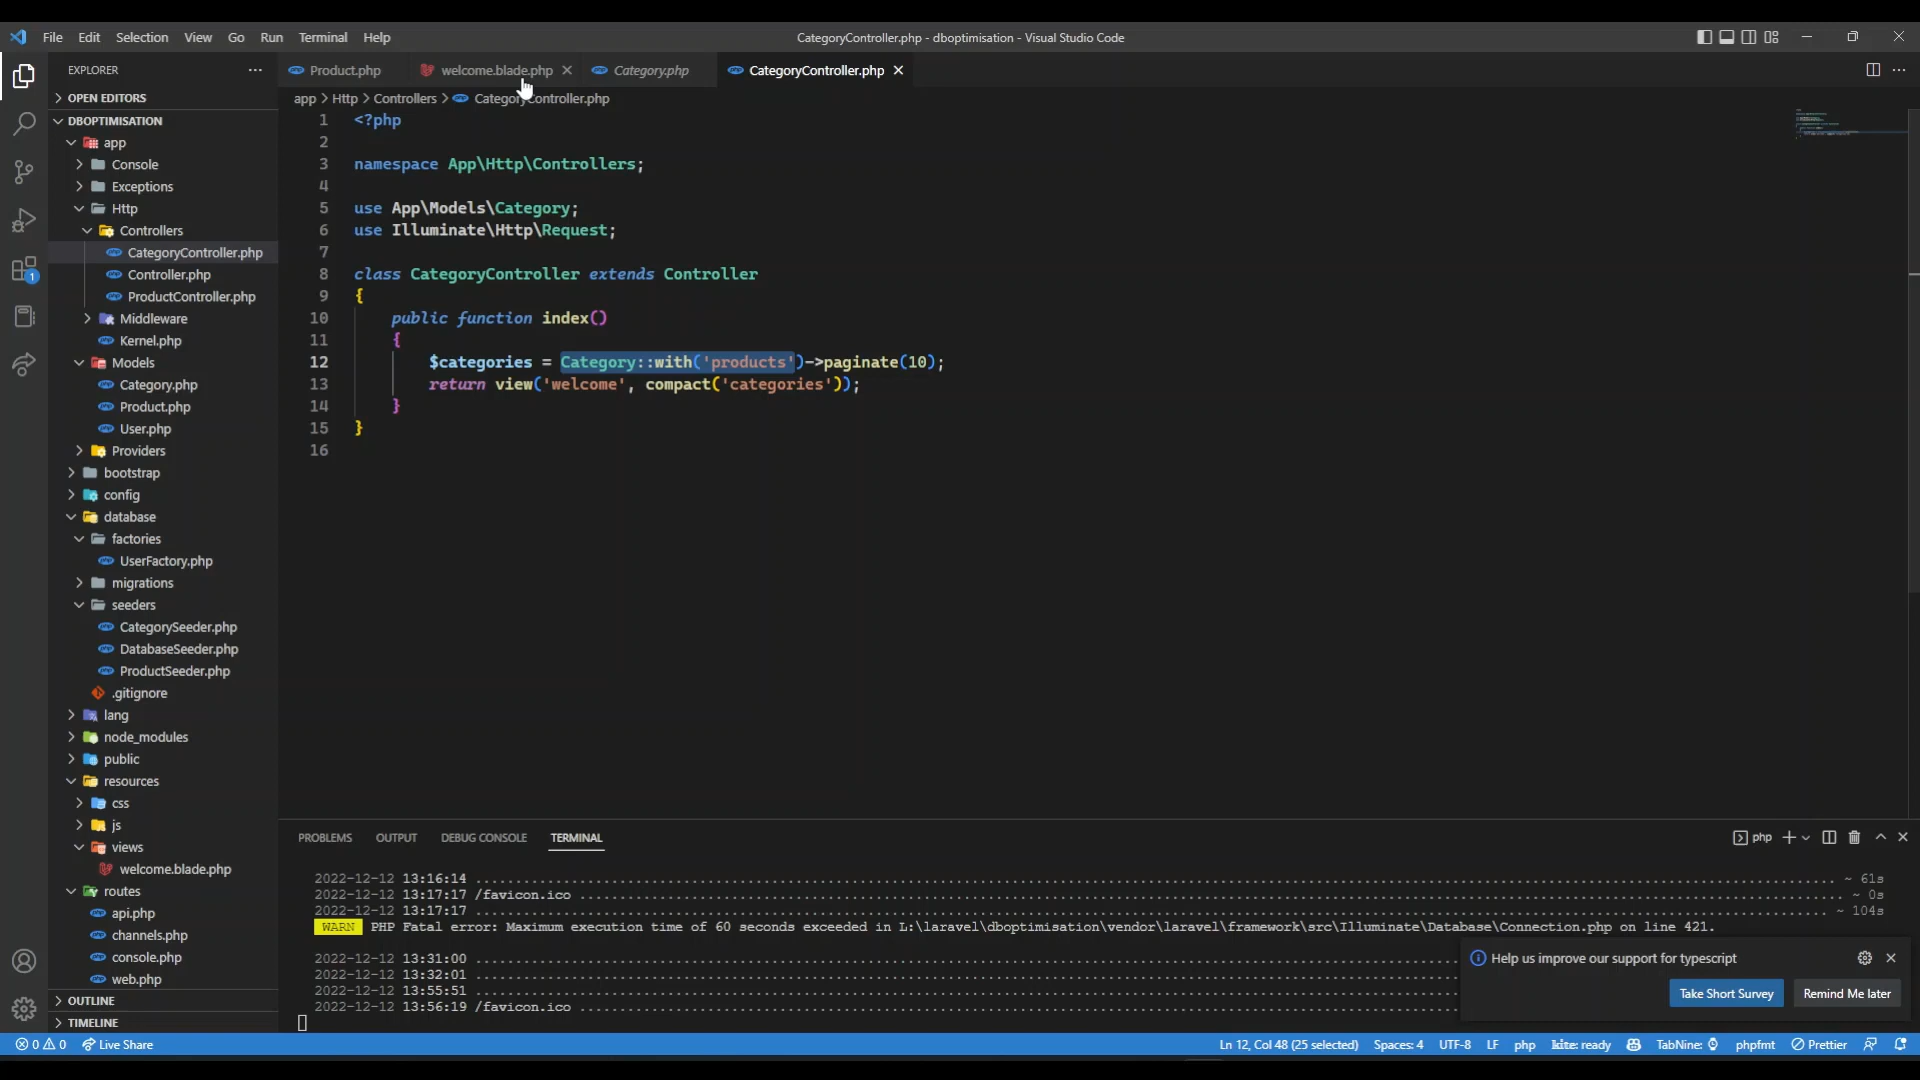 File Edit Selection View Go Run Terminal Help
CategoryController.php - dboptimisation - Visual Studio Code
EXPLORER
Product.php
welcome.blade.php
Category.php
CategoryController.php
OPEN EDITORS
app > Http > Controllers > CategoryController.php
DBOPTIMISATION
app
Console
Exceptions
Http
Controllers
CategoryController.php
Controller.php
ProductController.php
Middleware
Kernel.php
Models
Category.php
Product.php
User.php
Providers
bootstrap
config
database
factories
UserFactory.php
migrations
seeders
CategorySeeder.php
DatabaseSeeder.php
ProductSeeder.php
.gitignore
lang
node_modules
public
resources
css
js
views
welcome.blade.php
routes
api.php
channels.php
console.php
web.php
OUTLINE
TIMELINE
1 <?php
2
3 namespace App\Http\Controllers;
4
5 use App\Models\Category;
6 use Illuminate\Http\Request;
7
8 class CategoryController extends Controller
9 {
10 public function index()
11 {
12 $categories = Category::with('products')->paginate(10);
13 return view('welcome', compact('categories'));
14 }
15 }
16
PROBLEMS OUTPUT DEBUG CONSOLE TERMINAL
php
2022-12-12 13:16:14 ........ ~ 61s
2022-12-12 13:17:17 /favicon.ico ........ ~ 0s
2022-12-12 13:17:17 ........ ~ 104s
WARN PHP Fatal error: Maximum execution time of 60 seconds exceeded in L:\laravel\dboptimisation\vendor\laravel\framework\src\Illuminate\Database\Connection.php on line 421.
2022-12-12 13:31:00 ........
2022-12-12 13:32:01 ........
2022-12-12 13:55:51 ........
2022-12-12 13:56:19 /favicon.ico ........
Help us improve our support for typescript
Take Short Survey
Remind Me later
1
0 0 Live Share
Ln 12, Col 48 (25 selected) Spaces: 4 UTF-8 LF php kite: ready TabNine: phpfmt Prettier